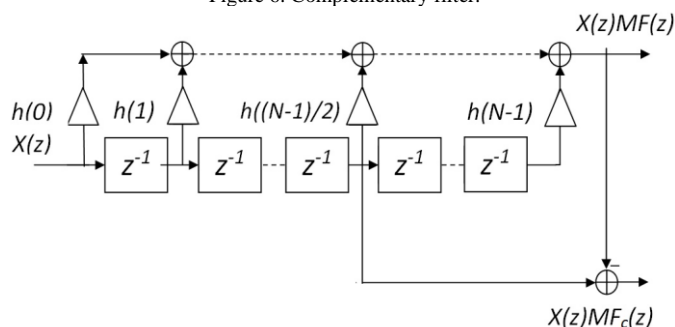 Figure 6. Complementary filter.
X(z)MF(z)
h(0)
h(1)
h((N-1)/2)
h(N-1)
X(z)
z⁻¹
z⁻¹
z⁻¹
z⁻¹
z⁻¹
–
X(z)MF_c(z)